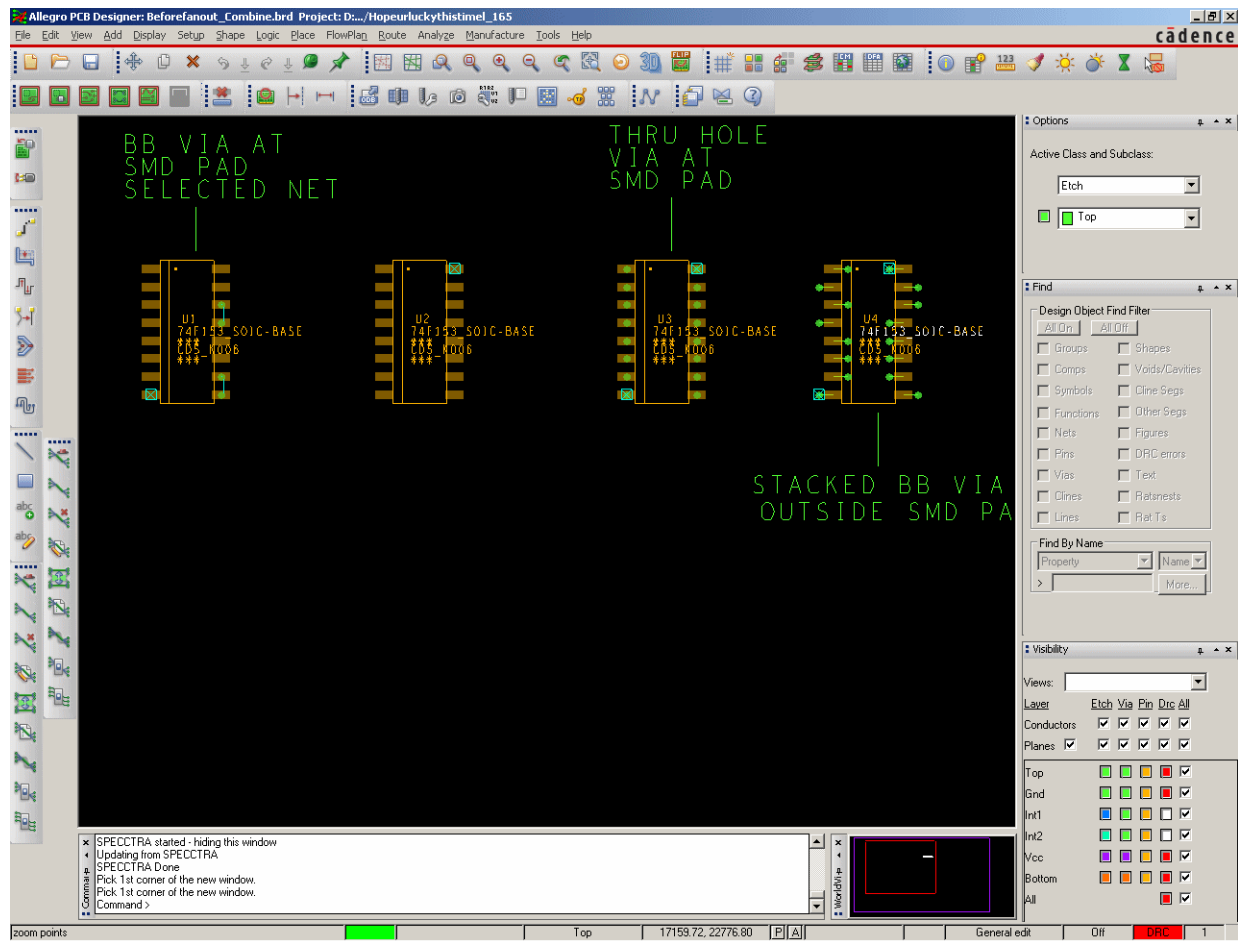 Allegro PCB Designer: Beforefanout_Combine.brd Project: D:.../Hopeurluckythistimel_165
File Edit View Add Display Setup Shape Logic Place FlowPlan Route Analyze Manufacture Tools Help
cādence
BB VIA AT
SMD PAD
SELECTED NET
THRU HOLE
VIA AT
SMD PAD
U1
74F153_SOIC-BASE
***
CDS_K006
***
U2
74F153_SOIC-BASE
***
CDS_K006
***
U3
74F153_SOIC-BASE
***
CDS_K006
***
U4
74F153_SOIC-BASE
***
CDS_K006
***
STACKED BB VIA
OUTSIDE SMD PA
Options
Active Class and Subclass:
Etch
Top
Find
Design Object Find Filter
All On All Off
Groups Shapes
Comps Voids/Cavities
Symbols Cline Segs
Functions Other Segs
Nets Figures
Pins DRC errors
Vias Text
Clines Ratsnests
Lines Rat Ts
Find By Name
Property Name
> More...
Visibility
Views:
Layer Etch Via Pin Drc All
Conductors
Planes
Top
Gnd
Int1
Int2
Vcc
Bottom
All
SPECCTRA started - hiding this window
Updating from SPECCTRA
SPECCTRA Done
Pick 1st corner of the new window.
Pick 1st corner of the new window.
Command >
zoom points Top 17159.72, 22776.80 P A General edit Off DRC 1